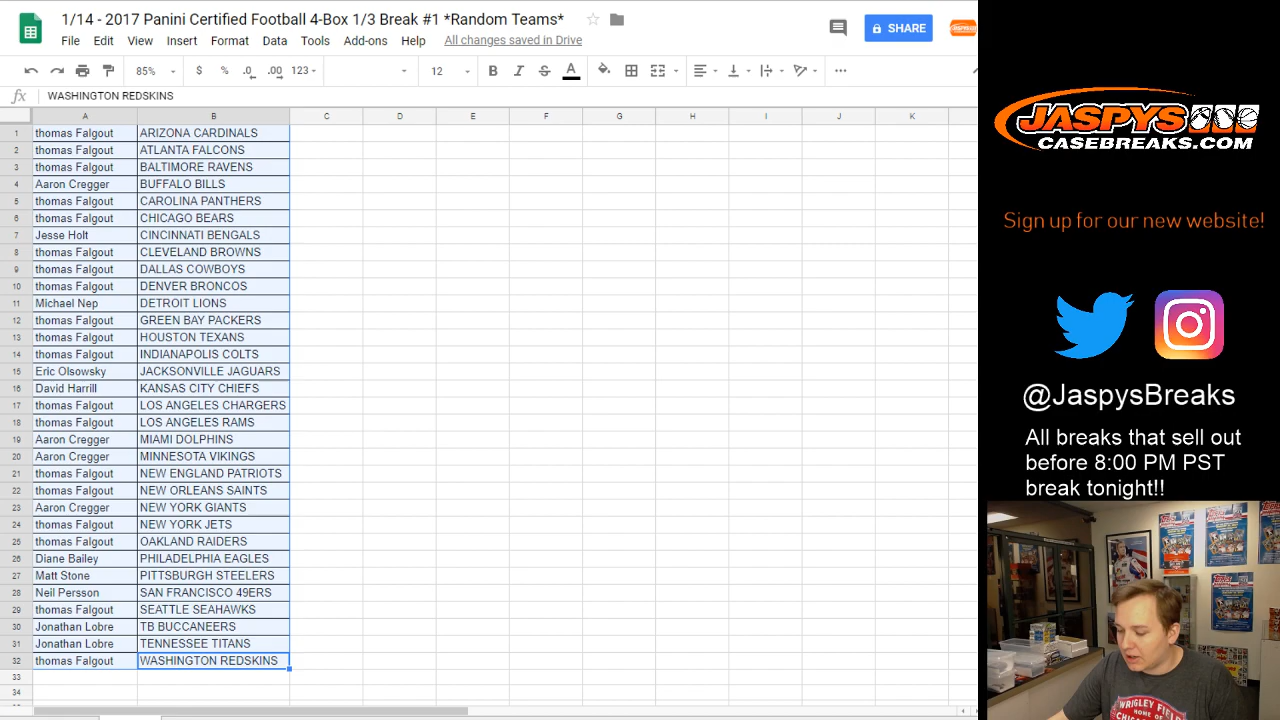 1/14 - 2017 Panini Certified Football 4-Box 1/3 Break #1 *Random Teams*
File Edit View Insert Format Data Tools Add-ons Help All changes saved in Drive
SHARE
85% $ % .0 .00 123 12 B I S A
fx WASHINGTON REDSKINS
A B C D E F G H I J K
1 thomas Falgout ARIZONA CARDINALS
2 thomas Falgout ATLANTA FALCONS
3 thomas Falgout BALTIMORE RAVENS
4 Aaron Cregger BUFFALO BILLS
5 thomas Falgout CAROLINA PANTHERS
6 thomas Falgout CHICAGO BEARS
7 Jesse Holt CINCINNATI BENGALS
8 thomas Falgout CLEVELAND BROWNS
9 thomas Falgout DALLAS COWBOYS
10 thomas Falgout DENVER BRONCOS
11 Michael Nep DETROIT LIONS
12 thomas Falgout GREEN BAY PACKERS
13 thomas Falgout HOUSTON TEXANS
14 thomas Falgout INDIANAPOLIS COLTS
15 Eric Olsowsky JACKSONVILLE JAGUARS
16 David Harrill KANSAS CITY CHIEFS
17 thomas Falgout LOS ANGELES CHARGERS
18 thomas Falgout LOS ANGELES RAMS
19 Aaron Cregger MIAMI DOLPHINS
20 Aaron Cregger MINNESOTA VIKINGS
21 thomas Falgout NEW ENGLAND PATRIOTS
22 thomas Falgout NEW ORLEANS SAINTS
23 Aaron Cregger NEW YORK GIANTS
24 thomas Falgout NEW YORK JETS
25 thomas Falgout OAKLAND RAIDERS
26 Diane Bailey PHILADELPHIA EAGLES
27 Matt Stone PITTSBURGH STEELERS
28 Neil Persson SAN FRANCISCO 49ERS
29 thomas Falgout SEATTLE SEAHAWKS
30 Jonathan Lobre TB BUCCANEERS
31 Jonathan Lobre TENNESSEE TITANS
32 thomas Falgout WASHINGTON REDSKINS
33
34
JASPYS
CASEBREAKS.COM
Sign up for our new website!
@JaspysBreaks
All breaks that sell out
before 8:00 PM PST
break tonight!!
WRIGLEY FIELD
HOME OF
CHICAGO